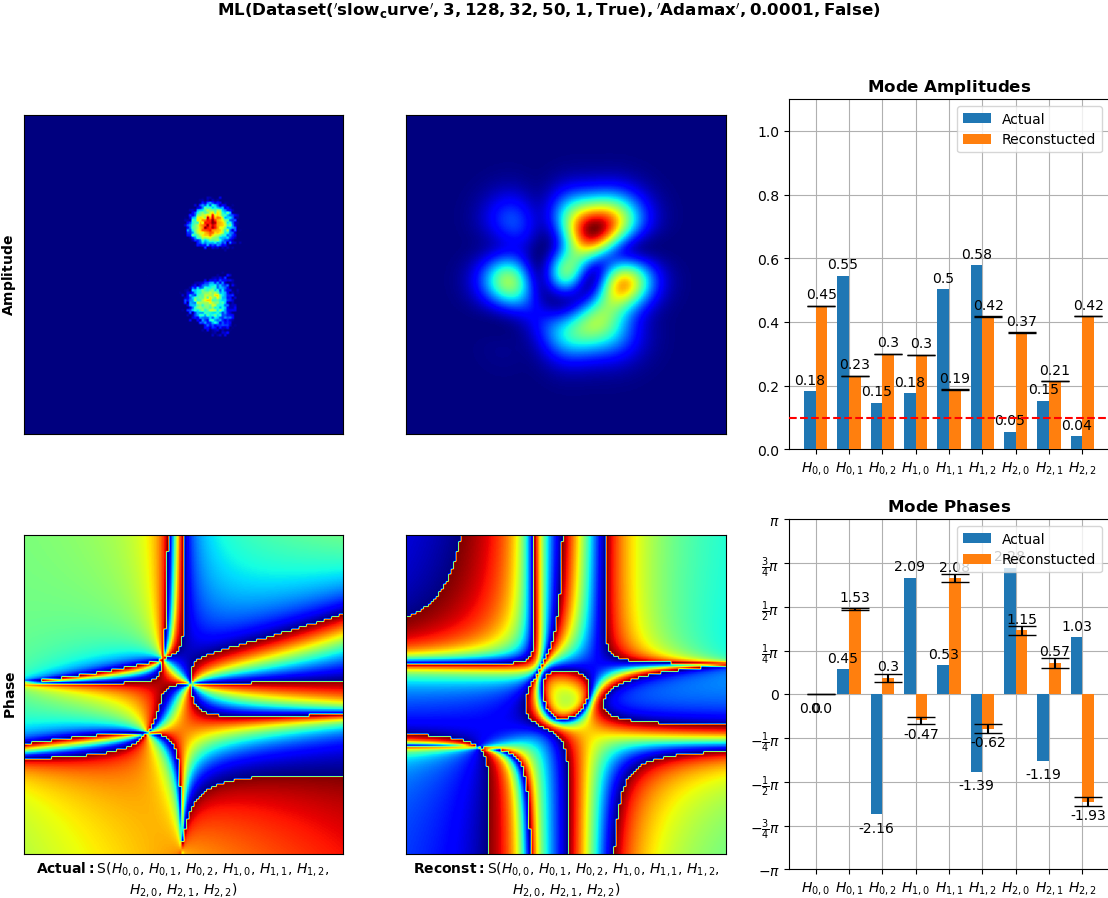 ML(Dataset('slow_curve', 3, 128, 32, 50, 1, True), 'Adamax', 0.0001, False)
Amplitude
Mode Amplitudes
Actual
Reconstucted
1.0
0.8
0.6
0.4
0.2
0.0
0.18
0.45
0.55
0.23
0.15
0.3
0.18
0.3
0.5
0.19
0.58
0.42
0.05
0.37
0.15
0.21
0.04
0.42
H0,0 H0,1 H0,2 H1,0 H1,1 H1,2 H2,0 H2,1 H2,2
Phase
Actual: S(H0,0, H0,1, H0,2, H1,0, H1,1, H1,2,
H2,0, H2,1, H2,2)
Reconst: S(H0,0, H0,1, H0,2, H1,0, H1,1, H1,2,
H2,0, H2,1, H2,2)
Mode Phases
Actual
Reconstucted
π
3/4π
1/2π
1/4π
0
−1/4π
−1/2π
−3/4π
−π
0.0
0.0
0.45
1.53
-2.16
0.3
2.09
-0.47
0.53
2.08
-1.39
-0.62
1.15
-1.19
0.57
1.03
-1.93
H0,0 H0,1 H0,2 H1,0 H1,1 H1,2 H2,0 H2,1 H2,2